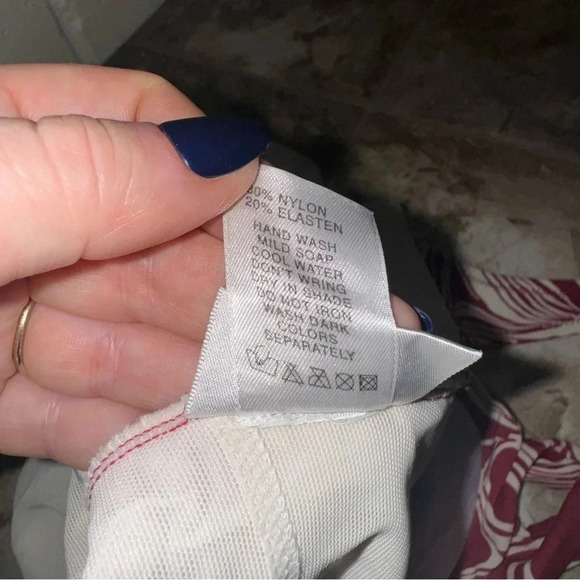 80% NYLON
20% ELASTEN
HAND WASH
MILD SOAP
COOL WATER
DON'T WRING
DRY IN SHADE
DO NOT IRON
WASH DARK
COLORS
SEPARATELY